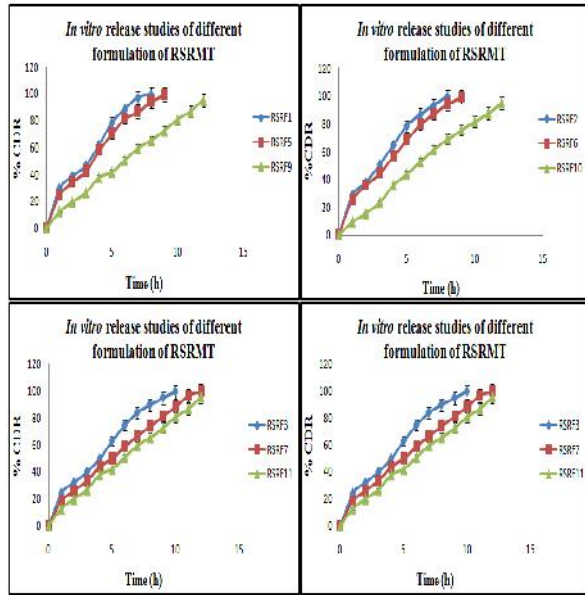 In vitro release studies of different
formulation of RSRMT
120
100
80
60
40
20
0
% CDR
0 5 10 15
Time (h)
RSRF1
RSRF5
RSRF9
In vitro release studies of different
formulation of RSRMT
120
100
80
60
40
20
0
%CDR
0 5 10 15
Time (h)
RSRF2
RSRF6
RSRF10
In vitro release studies of different
formulation of RSRMT
120
100
80
60
40
20
0
% CDR
0 5 10 15
Time (h)
RSRF3
RSRF7
RSRF11
In vitro release studies of different
formulation of RSRMT
120
100
80
60
40
20
0
% CDR
0 5 10 15
Time (h)
RSRF3
RSRF7
RSRF11